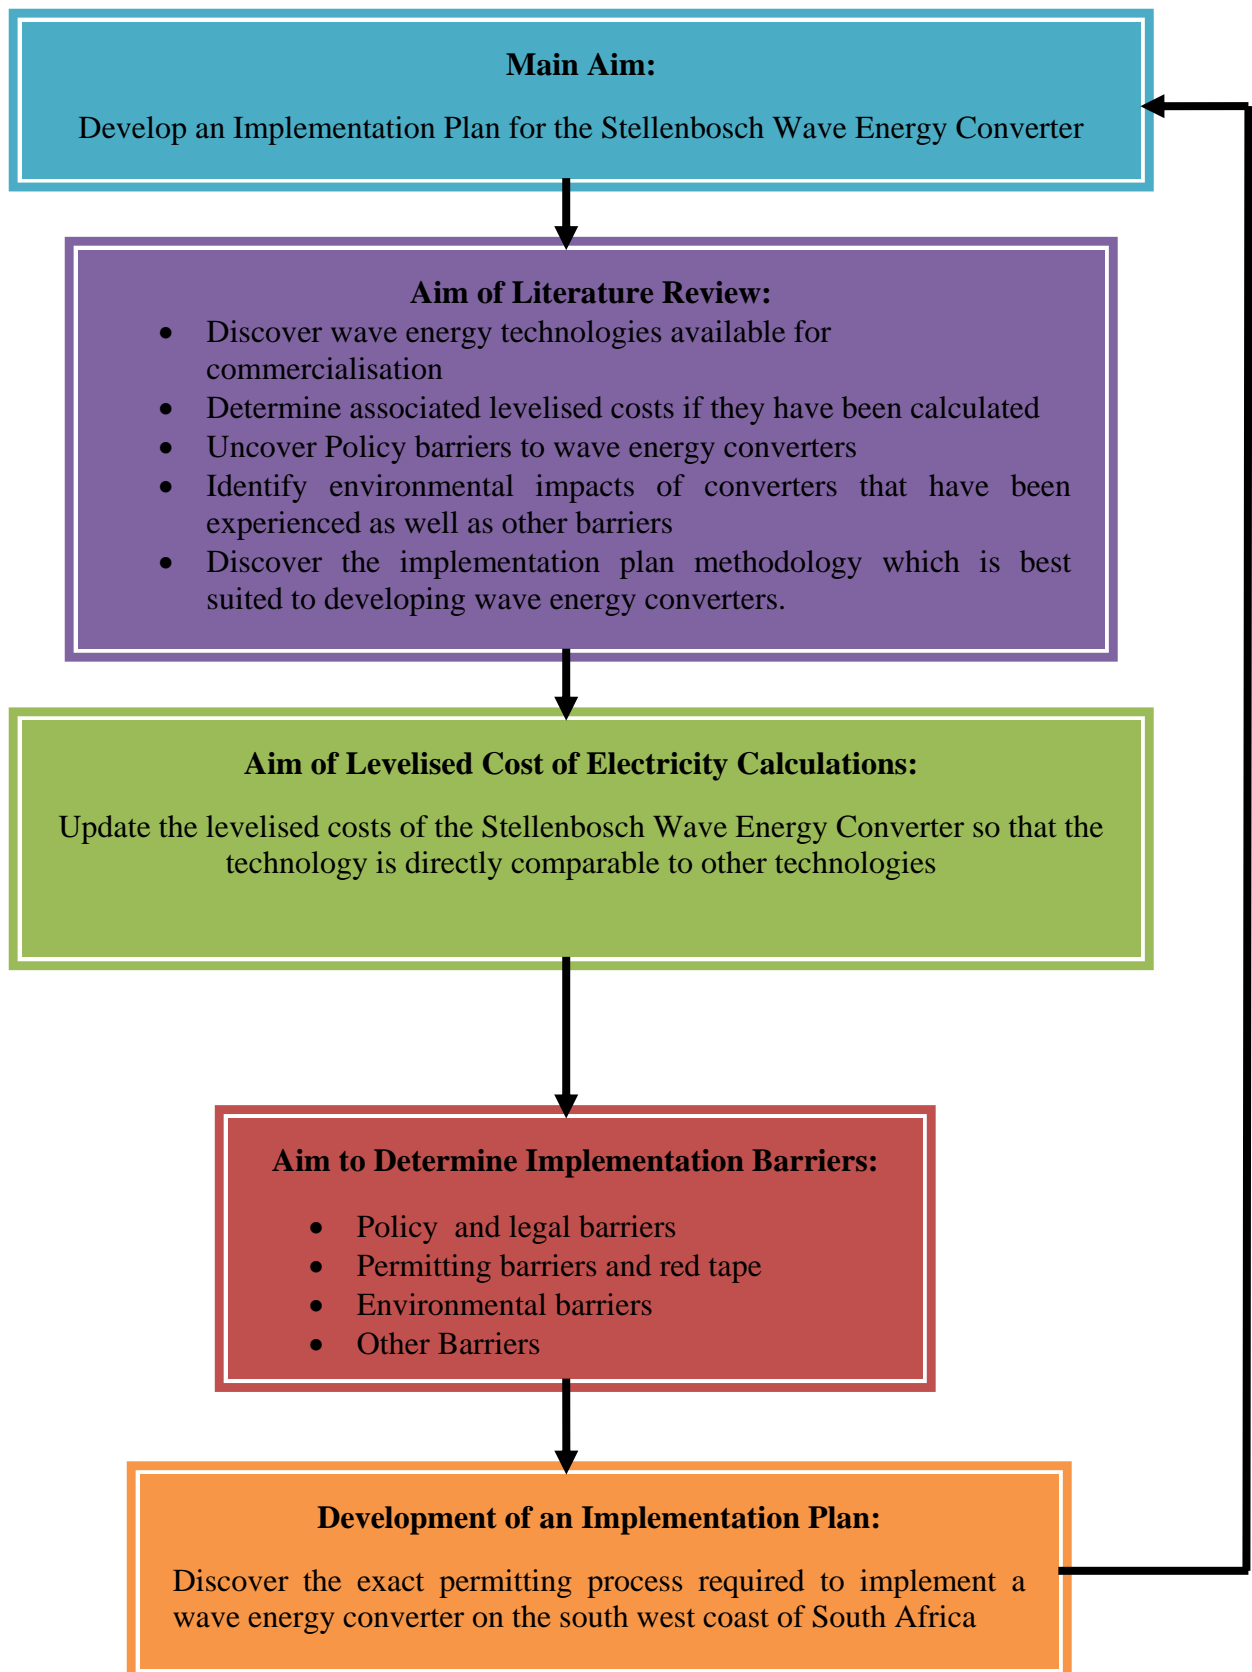 Main Aim:
Develop an Implementation Plan for the Stellenbosch Wave Energy Converter
Aim of Literature Review:
• Discover wave energy technologies available for
commercialisation
• Determine associated levelised costs if they have been calculated
• Uncover Policy barriers to wave energy converters
• Identify environmental impacts of converters that have been
experienced as well as other barriers
• Discover the implementation plan methodology which is best
suited to developing wave energy converters.
Aim of Levelised Cost of Electricity Calculations:
Update the levelised costs of the Stellenbosch Wave Energy Converter so that the
technology is directly comparable to other technologies
Aim to Determine Implementation Barriers:
• Policy  and legal barriers
• Permitting barriers and red tape
• Environmental barriers
• Other Barriers
Development of an Implementation Plan:
Discover the exact permitting process required to implement a
wave energy converter on the south west coast of South Africa